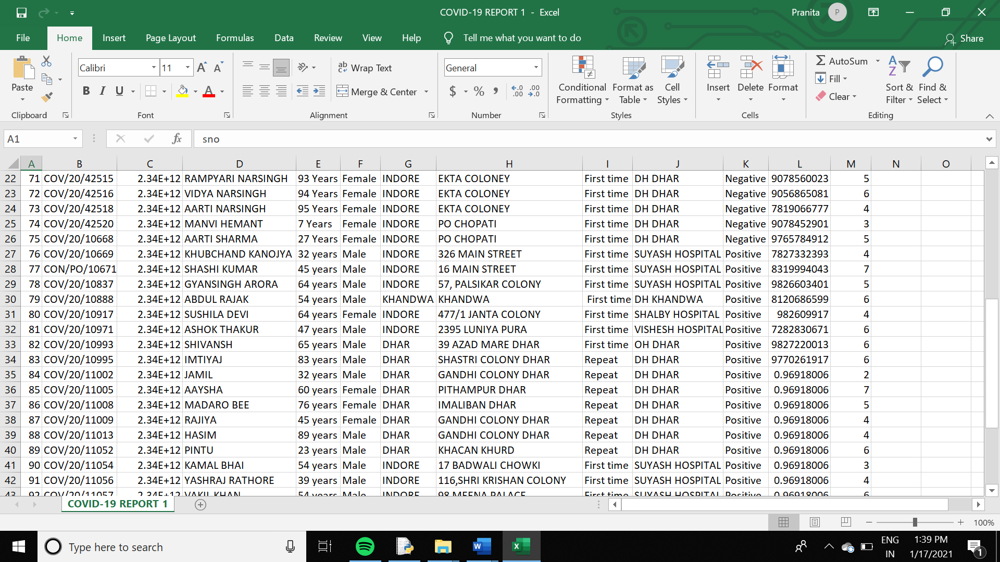 COVID-19 REPORT 1 - Excel
Pranita P
File Home Insert Page Layout Formulas Data Review View Help Tell me what you want to do Share
Calibri 11 ab Wrap Text General AutoSum
Fill
Paste B I U A Merge & Center $ % , Conditional Formatting Format as Table Cell Styles Insert Delete Format Clear Sort & Filter Find & Select
Clipboard Font Alignment Number Styles Cells Editing
A1 fx sno
A B C D E F G H I J K L M N O
22 71 COV/20/42515 2.34E+12 RAMPYARI NARSINGH 93 Years Female INDORE EKTA COLONEY First time DH DHAR Negative 9078560023 5
23 72 COV/20/42516 2.34E+12 VIDYA NARSINGH 94 Years Female INDORE EKTA COLONEY First time DH DHAR Negative 9056865081 6
24 73 COV/20/42518 2.34E+12 AARTI NARSINGH 95 Years Female INDORE EKTA COLONEY First time DH DHAR Negative 7819066777 4
25 74 COV/20/42520 2.34E+12 MANVI HEMANT 7 Years Female INDORE PO CHOPATI First time DH DHAR Negative 9078452901 3
26 75 COV/20/10668 2.34E+12 AARTI SHARMA 27 Years Female INDORE PO CHOPATI First time DH DHAR Negative 9765784912 5
27 76 COV/20/10669 2.34E+12 KHUBCHAND KANOJYA 32 years Male INDORE 326 MAIN STREET First time SUYASH HOSPITAL Positive 7827332393 4
28 77 CON/PO/10671 2.34E+12 SHASHI KUMAR 45 years Male INDORE 16 MAIN STREET First time SUYASH HOSPITAL Positive 8319994043 7
29 78 COV/20/10837 2.34E+12 GYANSINGH ARORA 64 years Male INDORE 57, PALSIKAR COLONY First time SUYASH HOSPITAL Positive 9826603401 5
30 79 COV/20/10888 2.34E+12 ABDUL RAJAK 54 years Male KHANDWA KHANDWA First time DH KHANDWA Positive 8120686599 6
31 80 COV/20/10917 2.34E+12 SUSHILA DEVI 64 years Female INDORE 477/1 JANTA COLONY First time SHALBY HOSPITAL Positive 982609917 4
32 81 COV/20/10971 2.34E+12 ASHOK THAKUR 47 years Male INDORE 2395 LUNIYA PURA First time VISHESH HOSPITAL Positive 7282830671 6
33 82 COV/20/10993 2.34E+12 SHIVANSH 65 years Male DHAR 39 AZAD MARE DHAR First time OH DHAR Positive 9827220013 6
34 83 COV/20/10995 2.34E+12 IMTIYAJ 83 years Male DHAR SHASTRI COLONY DHAR Repeat DH DHAR Positive 9770261917 6
35 84 COV/20/11002 2.34E+12 JAMIL 32 years Male DHAR GANDHI COLONY DHAR Repeat DH DHAR Positive 0.96918006 2
36 85 COV/20/11005 2.34E+12 AAYSHA 60 years Female DHAR PITHAMPUR DHAR Repeat DH DHAR Positive 0.96918006 7
37 86 COV/20/11008 2.34E+12 MADARO BEE 76 years Female DHAR IMALIBAN DHAR Repeat DH DHAR Positive 0.96918006 5
38 87 COV/20/11009 2.34E+12 RAJIYA 45 years Female DHAR GANDHI COLONY DHAR Repeat DH DHAR Positive 0.96918006 4
39 88 COV/20/11013 2.34E+12 HASIM 89 years Male DHAR GANDHI COLONY DHAR Repeat DH DHAR Positive 0.96918006 4
40 89 COV/20/11052 2.34E+12 PINTU 23 years Male DHAR KHACAN KHURD Repeat DH DHAR Positive 0.96918006 6
41 90 COV/20/11054 2.34E+12 KAMAL BHAI 54 years Male INDORE 17 BADWALI CHOWKI First time SUYASH HOSPITAL Positive 0.96918006 3
42 91 COV/20/11056 2.34E+12 YASHRAJ RATHORE 39 years Male INDORE 116,SHRI KRISHAN COLONY First time SUYASH HOSPITAL Positive 0.96918006 4
43 92 COV/20/11057 2.34E+12 VAKIL KHAN 54 years Male INDORE 98 MEENA PALACE First time SUYASH HOSPITAL Positive 0.96918006 6
COVID-19 REPORT 1
100%
Type here to search ENG 1:39 PM
IN 1/17/2021 1